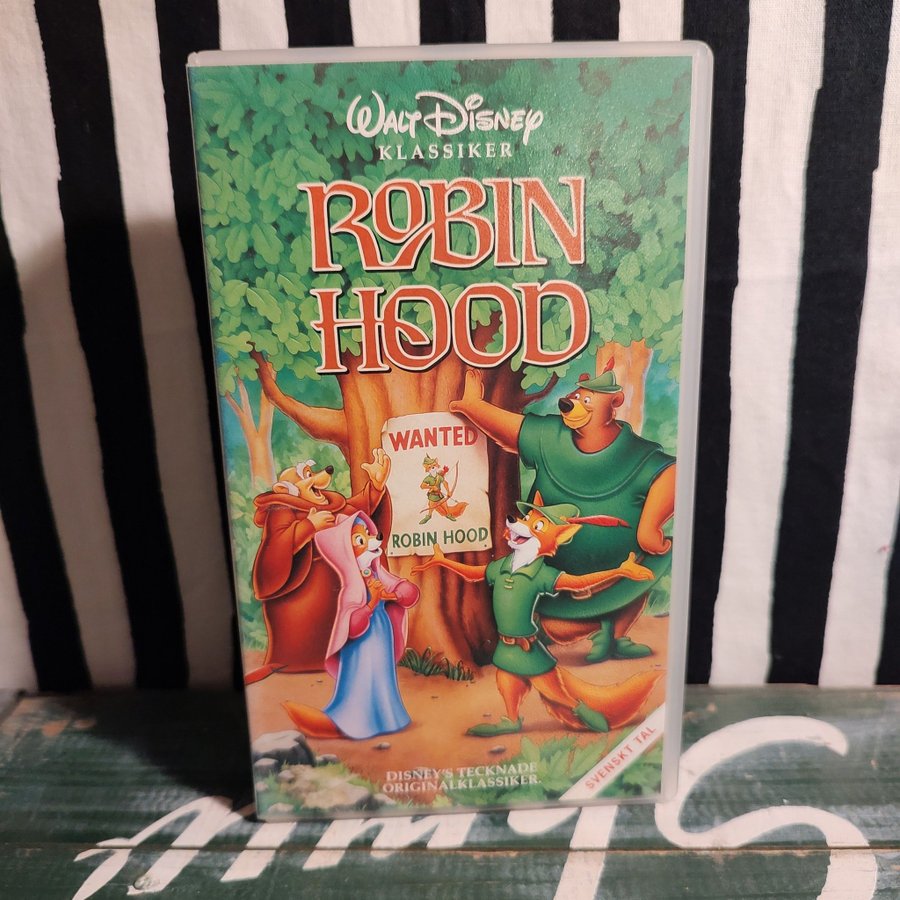 WALT DISNEY
KLASSIKER
ROBIN
HOOD
WANTED
ROBIN HOOD
SVENSKT TAL
DISNEY'S TECKNADE
ORIGINALKLASSIKER.